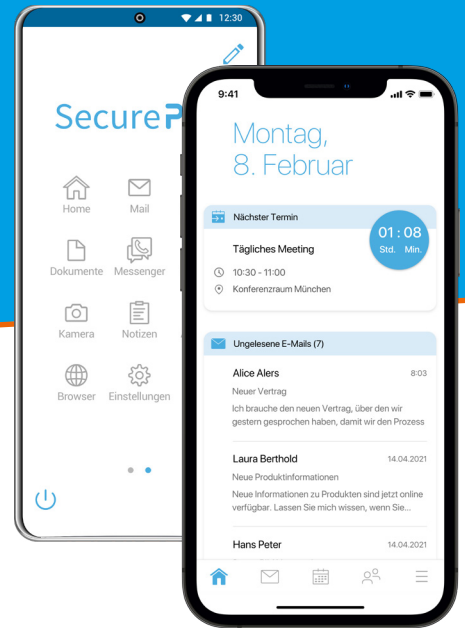 12:30
SecureP
Home
Mail
Dokumente
Messenger
Kamera
Notizen
Browser
Einstellungen
9:41
Montag,
8. Februar
Nächster Termin
01 : 08
Std. Min.
Tägliches Meeting
10:30 - 11:00
Konferenzraum München
Ungelesene E-Mails (7)
Alice Alers 8:03
Neuer Vertrag
Ich brauche den neuen Vertrag, über den wir
gestern gesprochen haben, damit wir den Prozess
Laura Berthold 14.04.2021
Neue Produktinformationen
Neue Informationen zu Produkten sind jetzt online
verfügbar. Lassen Sie mich wissen, wenn Sie...
Hans Peter 14.04.2021